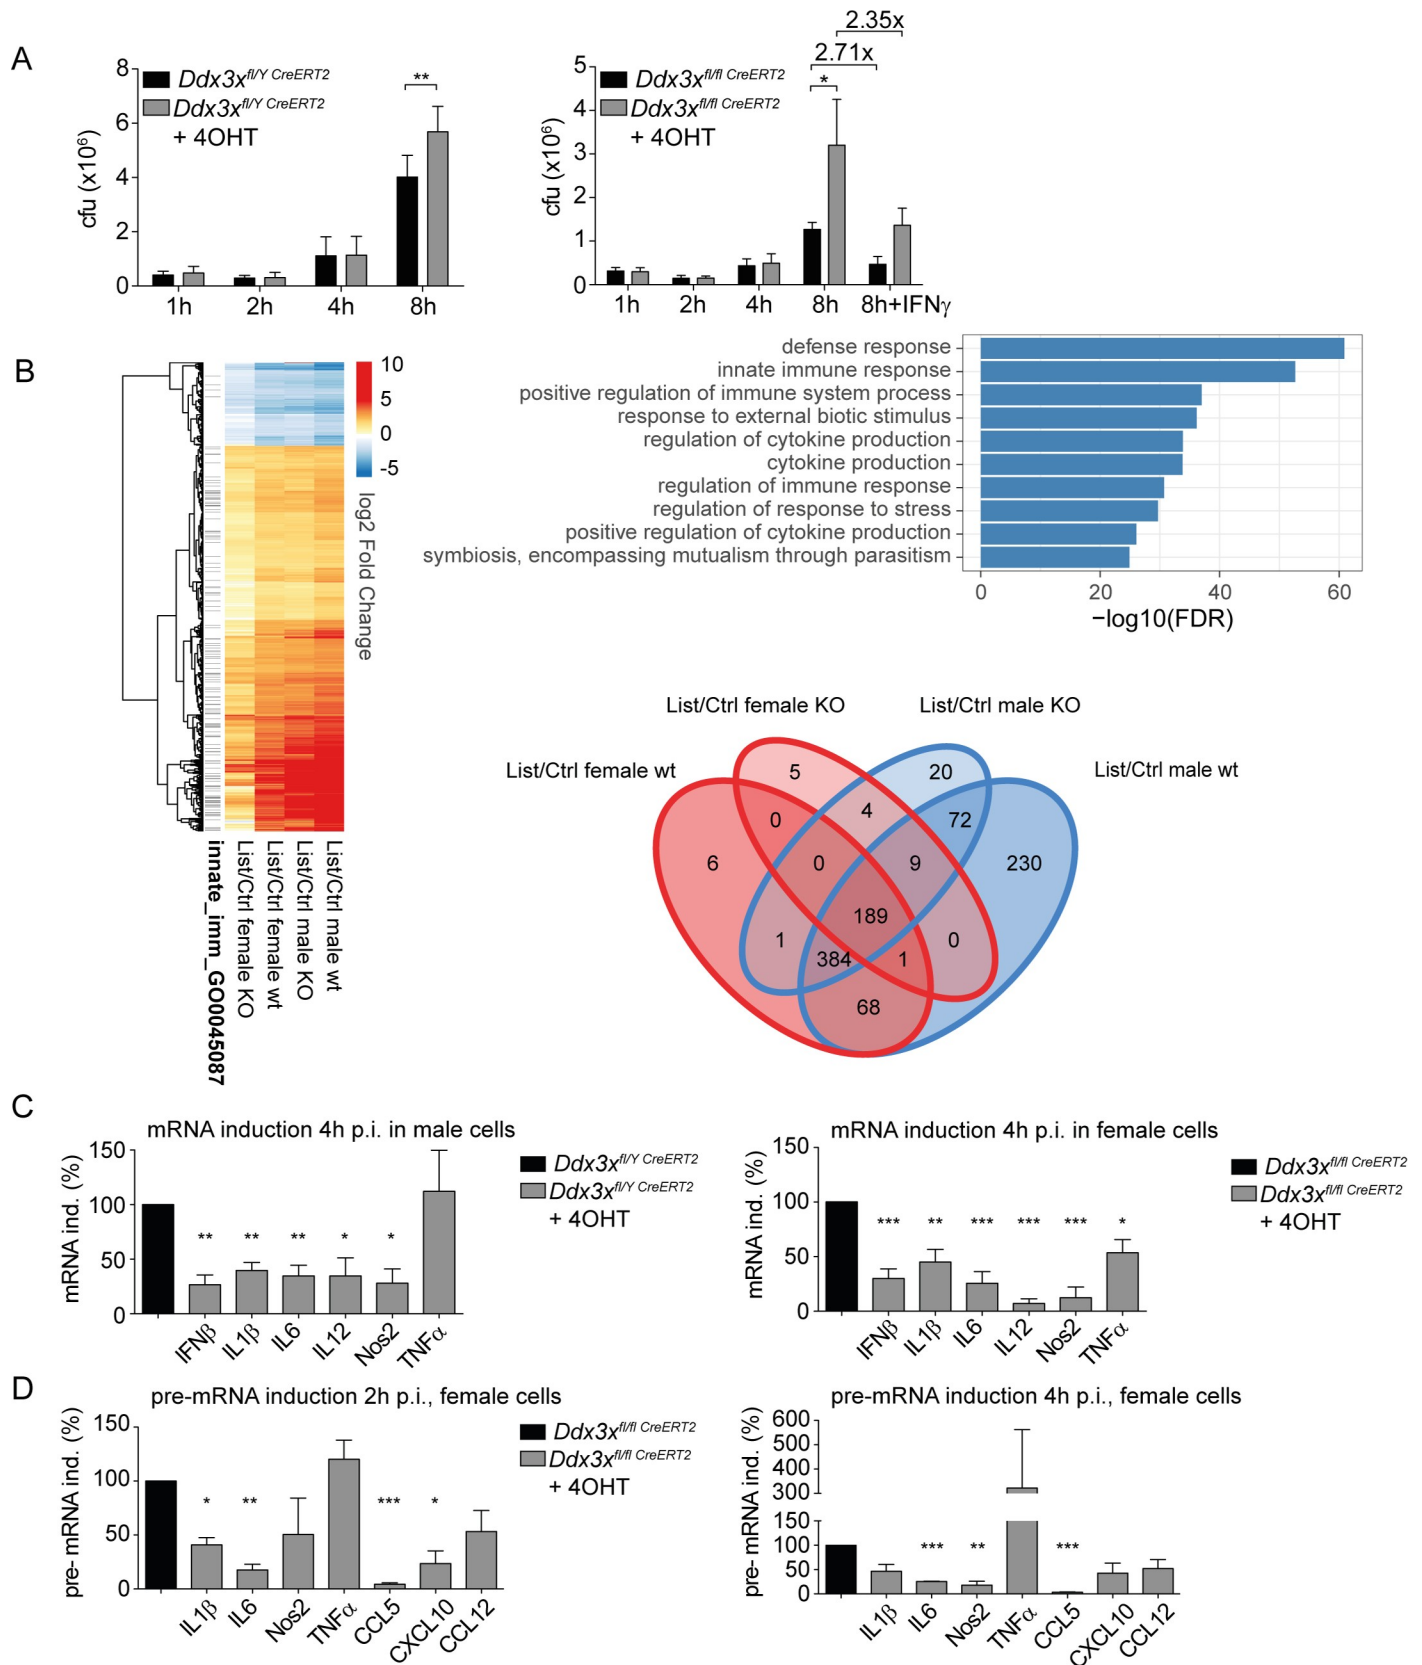 A
8
6
4
2
0
cfu (x10⁶)
Ddx3x fl/Y CreERT2
Ddx3x fl/Y CreERT2
+ 4OHT
**
1h 2h 4h 8h
5
4
3
2
1
0
cfu (x10⁶)
Ddx3x fl/fl CreERT2
Ddx3x fl/fl CreERT2
+ 4OHT
2.35x
2.71x
*
1h 2h 4h 8h 8h+IFNγ
B
10
5
0
-5
log2 Fold Change
innate_imm_GO0045087
List/Ctrl female KO
List/Ctrl female wt
List/Ctrl male KO
List/Ctrl male wt
defense response
innate immune response
positive regulation of immune system process
response to external biotic stimulus
regulation of cytokine production
cytokine production
regulation of immune response
regulation of response to stress
positive regulation of cytokine production
symbiosis, encompassing mutualism through parasitism
0 20 40 60
−log10(FDR)
List/Ctrl female KO List/Ctrl male KO
List/Ctrl female wt List/Ctrl male wt
5 20
0 4 72
6 0 9 230
189
1 384 1 0
68
C
mRNA induction 4h p.i. in male cells
150
100
50
0
mRNA ind. (%)
** ** ** * *
IFNβ IL1β IL6 IL12 Nos2 TNFα
Ddx3x fl/Y CreERT2
Ddx3x fl/Y CreERT2
+ 4OHT
mRNA induction 4h p.i. in female cells
150
100
50
0
mRNA ind. (%)
*** ** *** *** *** *
IFNβ IL1β IL6 IL12 Nos2 TNFα
Ddx3x fl/fl CreERT2
Ddx3x fl/fl CreERT2
+ 4OHT
D
pre-mRNA induction 2h p.i., female cells
150
100
50
0
pre- mRNA ind. (%)
* ** *** *
IL1β IL6 Nos2 TNFα CCL5 CXCL10 CCL12
Ddx3x fl/fl CreERT2
Ddx3x fl/fl CreERT2
+ 4OHT
pre-mRNA induction 4h p.i., female cells
600
500
400
300
150
100
50
0
pre- mRNA ind. (%)
*** ** ***
IL1β IL6 Nos2 TNFα CCL5 CXCL10 CCL12